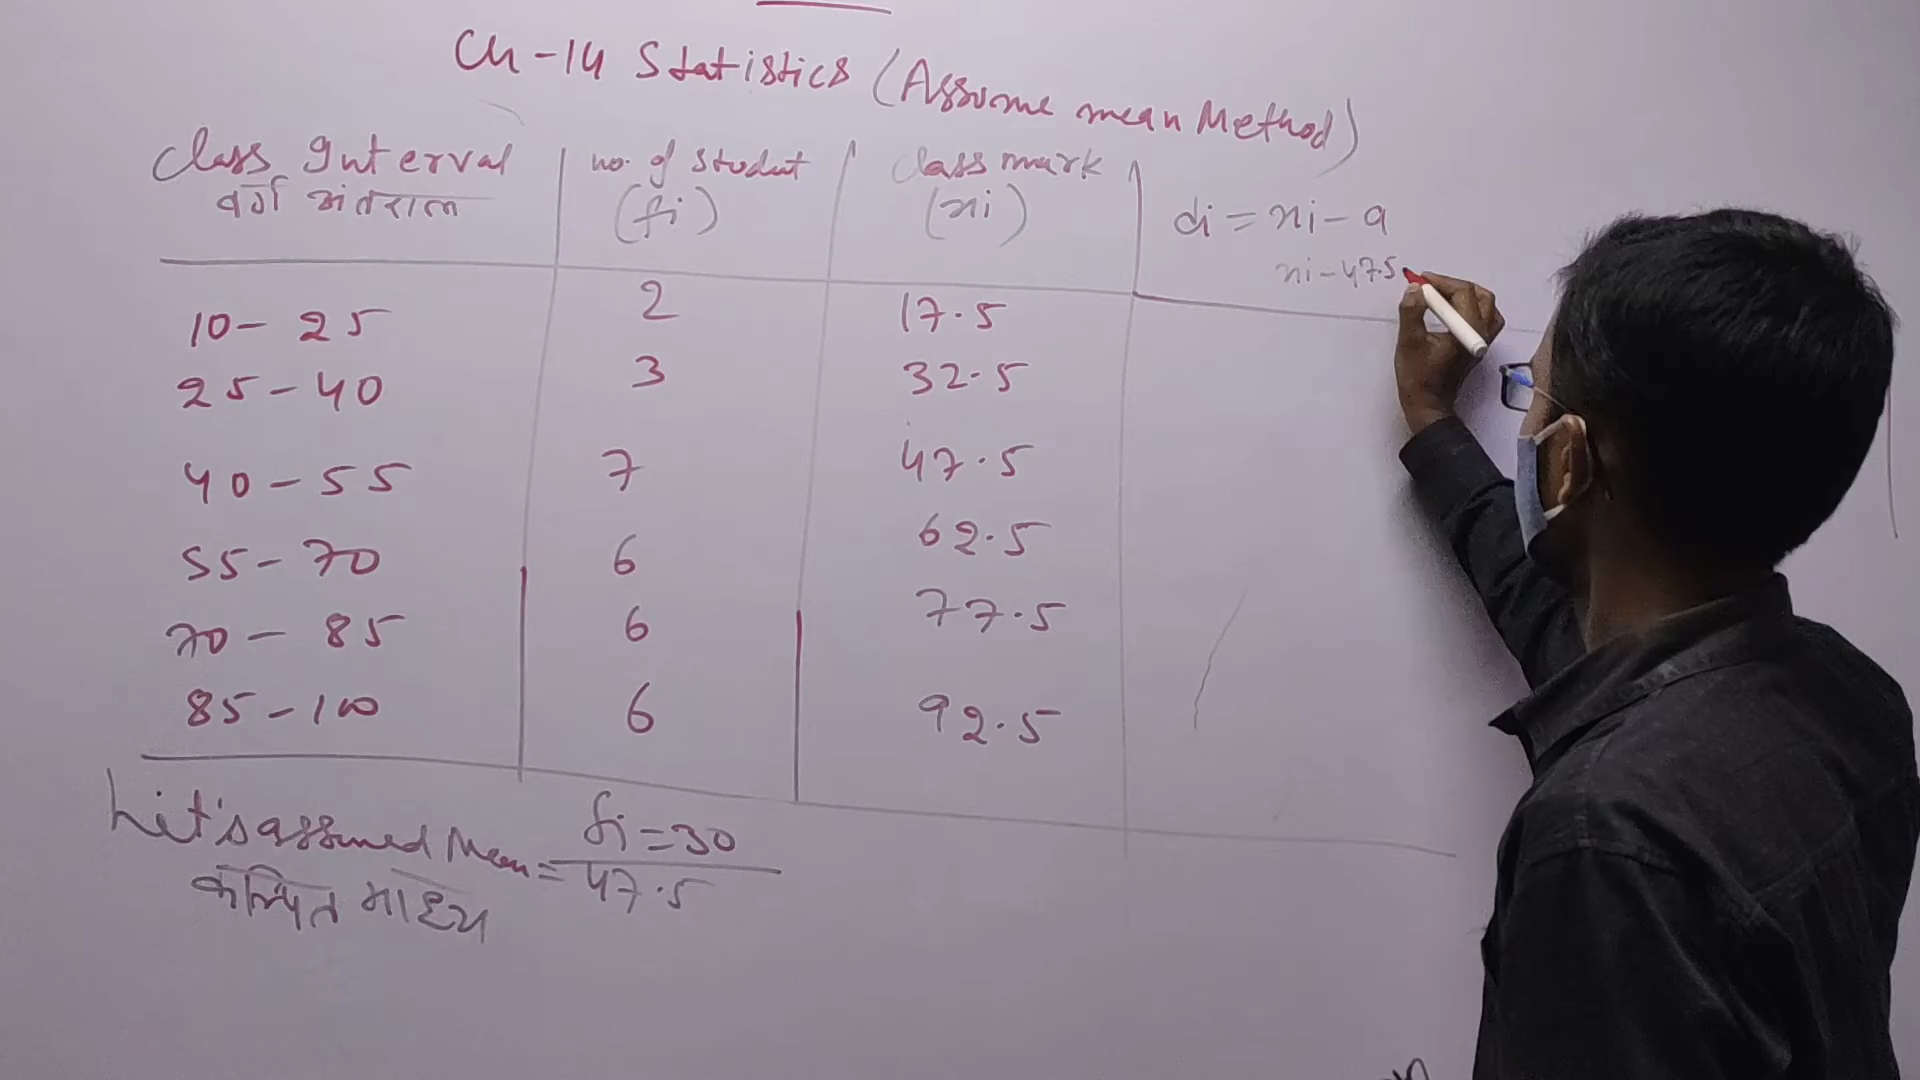 Ch-14 Statistics (Assume mean Method)
Class Interval no. of Student Class mark
वर्ग अंतराल (fi) (xi) di = xi - a
xi - 47.5
10 - 25 2 17.5
25 - 40 3 32.5
40 - 55 7 47.5
55 - 70 6 62.5
70 - 85 6 77.5
85 - 100 6 92.5
fi = 30
Let's assumed Mean = 47.5
कल्पित माध्य